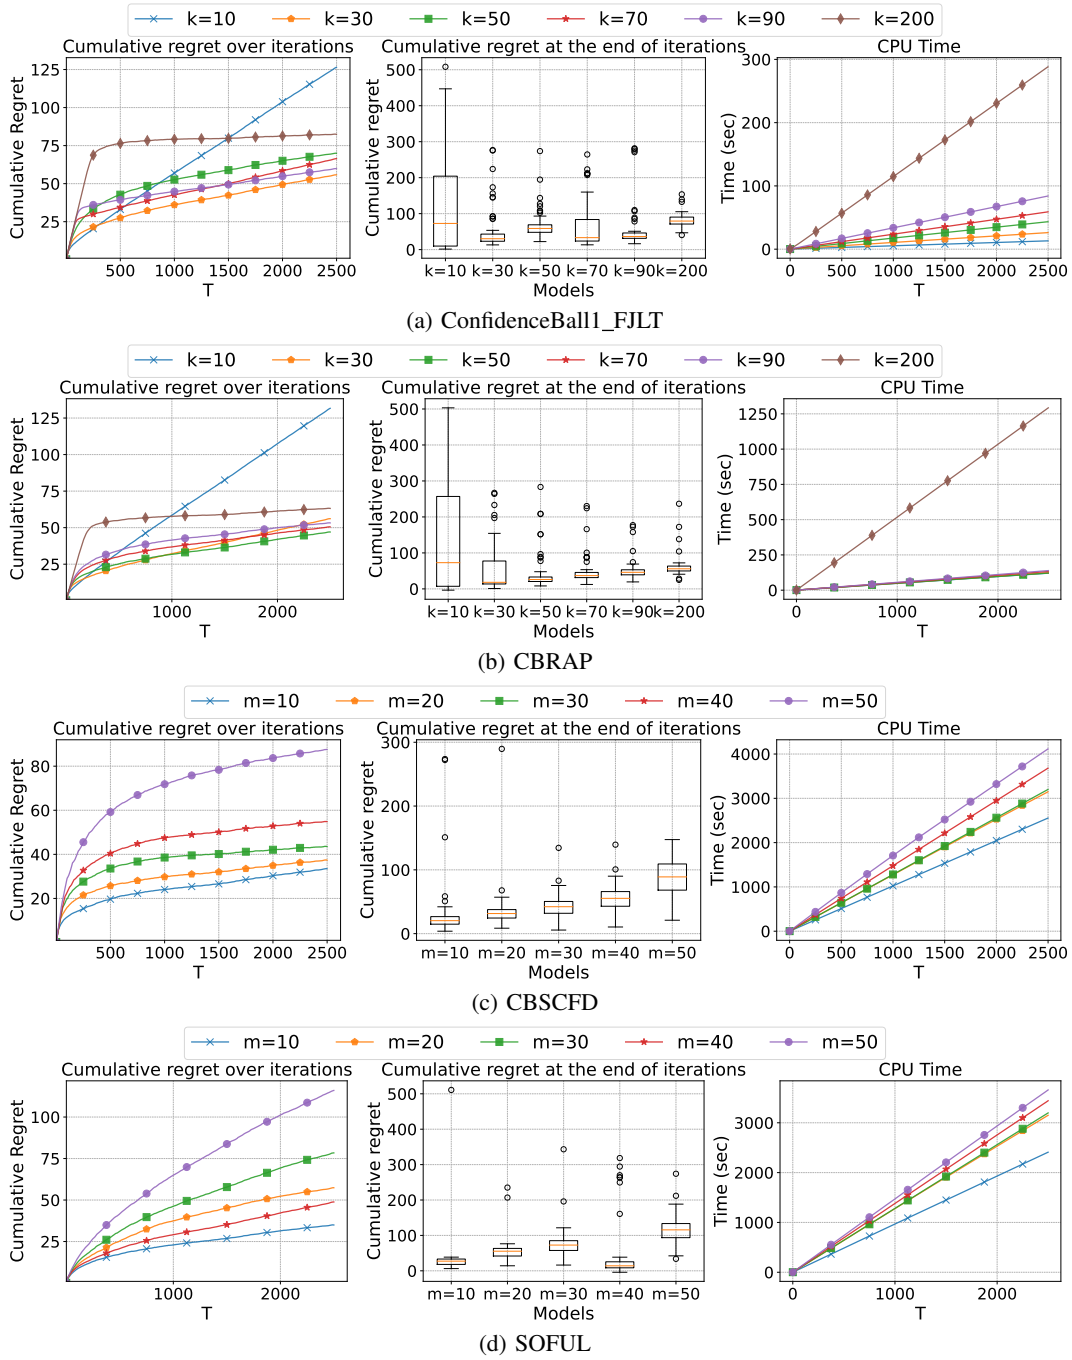 k=10 k=30 k=50 k=70 k=90 k=200
Cumulative regret over iterations Cumulative regret at the end of iterations CPU Time
Cumulative Regret
125
100
75
50
25
500 1000 1500 2000 2500
T
Cumulative regret
500
400
300
200
100
0
k=10 k=30 k=50 k=70 k=90 k=200
Models
Time (sec)
300
200
100
0
0 500 1000 1500 2000 2500
T
(a) ConfidenceBall1_FJLT
k=10 k=30 k=50 k=70 k=90 k=200
Cumulative regret over iterations Cumulative regret at the end of iterations CPU Time
Cumulative Regret
125
100
75
50
25
1000 2000
T
Cumulative regret
500
400
300
200
100
0
k=10 k=30 k=50 k=70 k=90k=200
Models
Time (sec)
1250
1000
750
500
250
0
0 1000 2000
T
(b) CBRAP
m=10 m=20 m=30 m=40 m=50
Cumulative regret over iterations Cumulative regret at the end of iterations CPU Time
Cumulative Regret
80
60
40
20
500 1000 1500 2000 2500
T
Cumulative regret
300
200
100
0
m=10 m=20 m=30 m=40 m=50
Models
Time (sec)
4000
3000
2000
1000
0
0 500 1000 1500 2000 2500
T
(c) CBSCFD
m=10 m=20 m=30 m=40 m=50
Cumulative regret over iterations Cumulative regret at the end of iterations CPU Time
Cumulative Regret
100
75
50
25
1000 2000
T
Cumulative regret
500
400
300
200
100
0
m=10 m=20 m=30 m=40 m=50
Models
Time (sec)
3000
2000
1000
0
0 1000 2000
T
(d) SOFUL